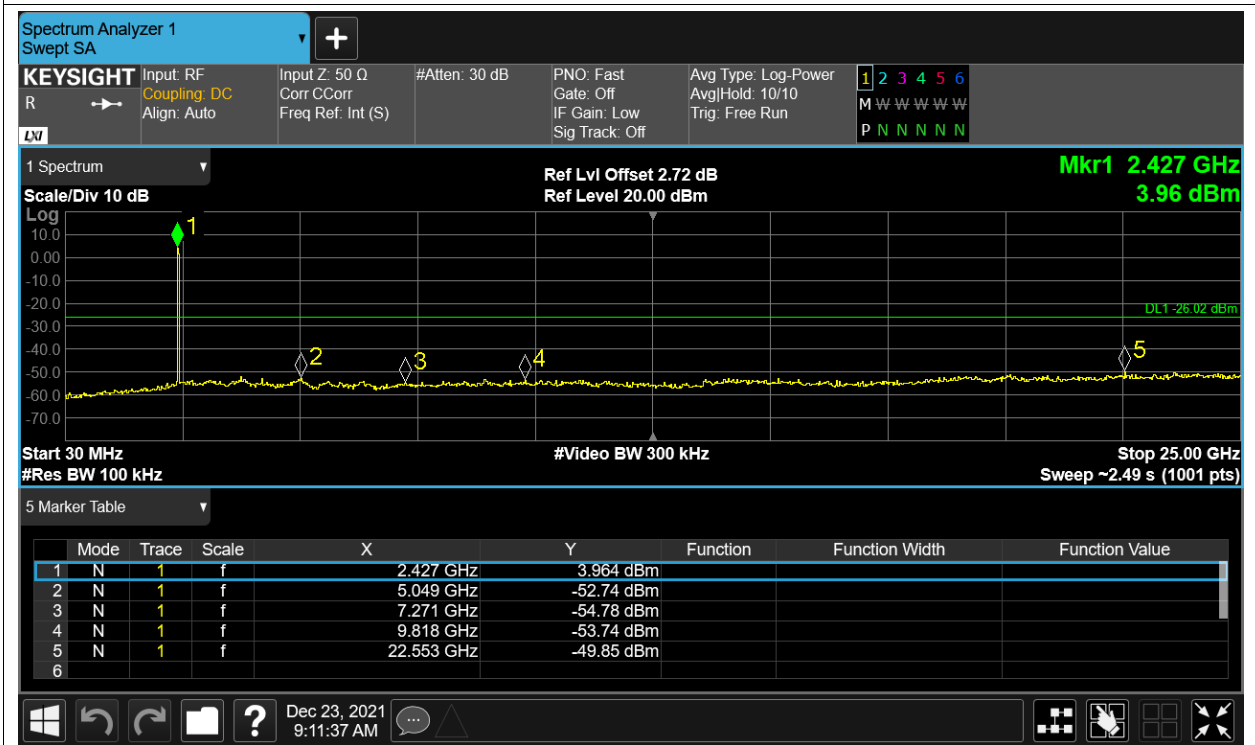 Spectrum Analyzer 1
Swept SA
+
KEYSIGHT Input: RF Input Z: 50 Ω #Atten: 30 dB PNO: Fast Avg Type: Log-Power 1 2 3 4 5 6
R Coupling: DC Corr CCorr Gate: Off Avg|Hold: 10/10 M W W W W W W
Align: Auto Freq Ref: Int (S) IF Gain: Low Trig: Free Run
LXI Sig Track: Off P N N N N N N
1 Spectrum Ref Lvl Offset 2.72 dB Mkr1 2.427 GHz
Scale/Div 10 dB Ref Level 20.00 dBm 3.96 dBm
Log
1
10.0
0.00
-10.0
-20.0
DL1 -26.02 dBm
-30.0
-40.0
2 3 4 5
-50.0
-60.0
-70.0
Start 30 MHz #Video BW 300 kHz Stop 25.00 GHz
#Res BW 100 kHz Sweep ~2.49 s (1001 pts)
5 Marker Table
Mode Trace Scale X Y Function Function Width Function Value
1 N 1 f 2.427 GHz 3.964 dBm
2 N 1 f 5.049 GHz -52.74 dBm
3 N 1 f 7.271 GHz -54.78 dBm
4 N 1 f 9.818 GHz -53.74 dBm
5 N 1 f 22.553 GHz -49.85 dBm
6
? Dec 23, 2021
9:11:37 AM